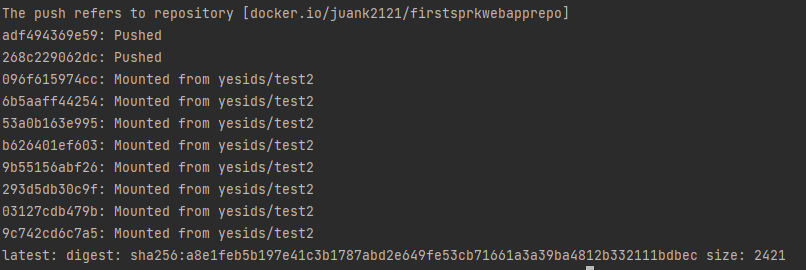 The push refers to repository [docker.io/juank2121/firstsprkwebapprepo]
adf494369e59: Pushed
268c229062dc: Pushed
096f615974cc: Mounted from yesids/test2
6b5aaff44254: Mounted from yesids/test2
53a0b163e995: Mounted from yesids/test2
b626401ef603: Mounted from yesids/test2
9b55156abf26: Mounted from yesids/test2
293d5db30c9f: Mounted from yesids/test2
03127cdb479b: Mounted from yesids/test2
9c742cd6c7a5: Mounted from yesids/test2
latest: digest: sha256:a8e1feb5b197e41c3b1787abd2e649fe53cb71661a3a39ba4812b332111bdbec size: 2421